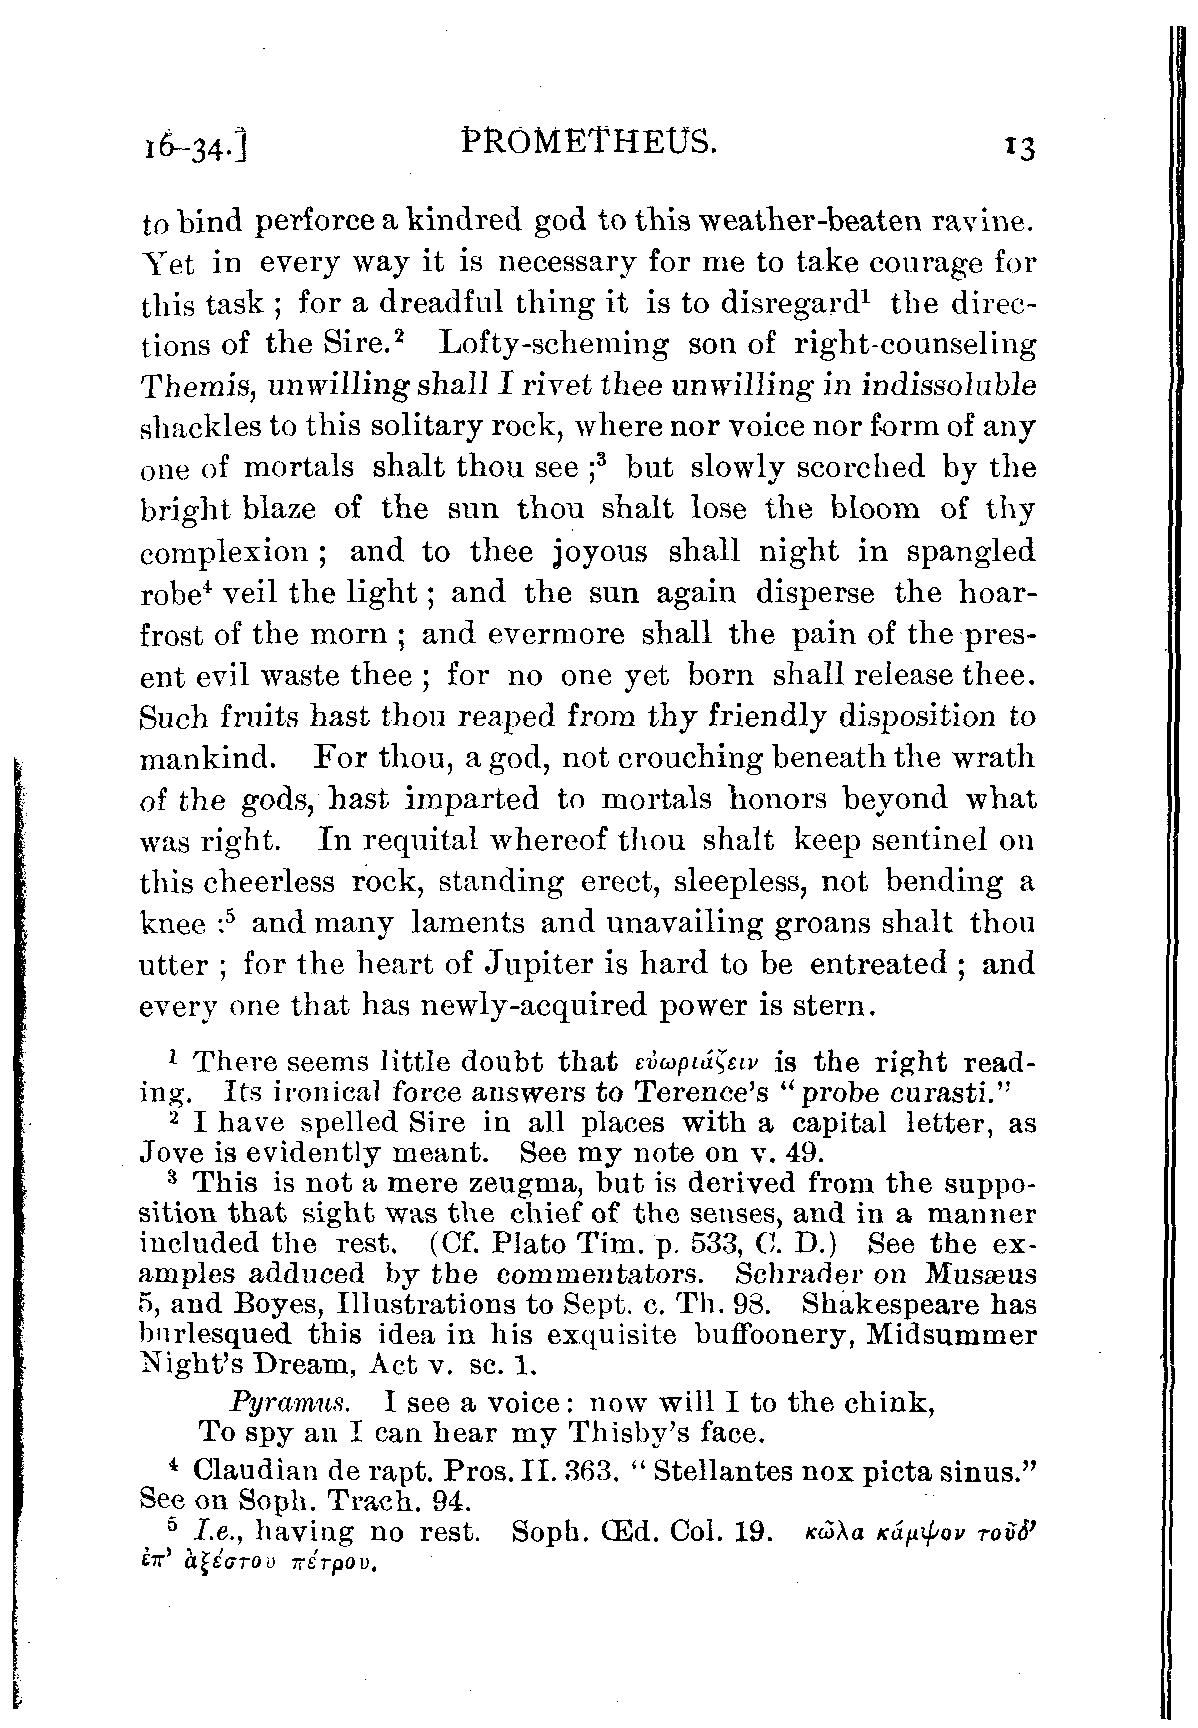 16–34.] PROMETHEUS. 13
to bind perforce a kindred god to this weather-beaten ravine.
Yet in every way it is necessary for me to take courage for
this task ; for a dreadful thing it is to disregard¹ the direc-
tions of the Sire.² Lofty-scheming son of right-counseling
Themis, unwilling shall I rivet thee unwilling in indissoluble
shackles to this solitary rock, where nor voice nor form of any
one of mortals shalt thou see ;³ but slowly scorched by the
bright blaze of the sun thou shalt lose the bloom of thy
complexion ; and to thee joyous shall night in spangled
robe⁴ veil the light ; and the sun again disperse the hoar-
frost of the morn ; and evermore shall the pain of the pres-
ent evil waste thee ; for no one yet born shall release thee.
Such fruits hast thou reaped from thy friendly disposition to
mankind. For thou, a god, not crouching beneath the wrath
of the gods, hast imparted to mortals honors beyond what
was right. In requital whereof thou shalt keep sentinel on
this cheerless rock, standing erect, sleepless, not bending a
knee :⁵ and many laments and unavailing groans shalt thou
utter ; for the heart of Jupiter is hard to be entreated ; and
every one that has newly-acquired power is stern.
¹ There seems little doubt that εὐωριάζειν is the right read-
ing. Its ironical force answers to Terence's “probe curasti.”
² I have spelled Sire in all places with a capital letter, as
Jove is evidently meant. See my note on v. 49.
³ This is not a mere zeugma, but is derived from the suppo-
sition that sight was the chief of the senses, and in a manner
included the rest. (Cf. Plato Tim. p. 533, C. D.) See the ex-
amples adduced by the commentators. Schrader on Musæus
5, and Boyes, Illustrations to Sept. c. Th. 98. Shakespeare has
burlesqued this idea in his exquisite buffoonery, Midsummer
Night's Dream, Act v. sc. 1.
Pyramus. I see a voice: now will I to the chink,
To spy an I can hear my Thisby's face.
⁴ Claudian de rapt. Pros. II. 363. “Stellantes nox picta sinus.”
See on Soph. Trach. 94.
⁵ I.e., having no rest. Soph. Œd. Col. 19. κῶλα κάμψον τοῦδ’
ἐπ’ ἀξέστου πέτρου.